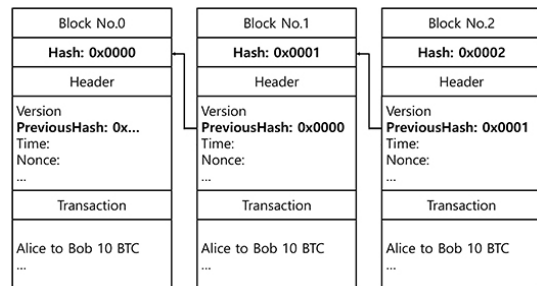 Block No.0
Hash: 0x0000
Header
Version
PreviousHash: 0x...
Time:
Nonce:
...
Transaction
Alice to Bob 10 BTC
...
Block No.1
Hash: 0x0001
Header
Version
PreviousHash: 0x0000
Time:
Nonce:
...
Transaction
Alice to Bob 10 BTC
...
Block No.2
Hash: 0x0002
Header
Version
PreviousHash: 0x0001
Time:
Nonce:
...
Transaction
Alice to Bob 10 BTC
...